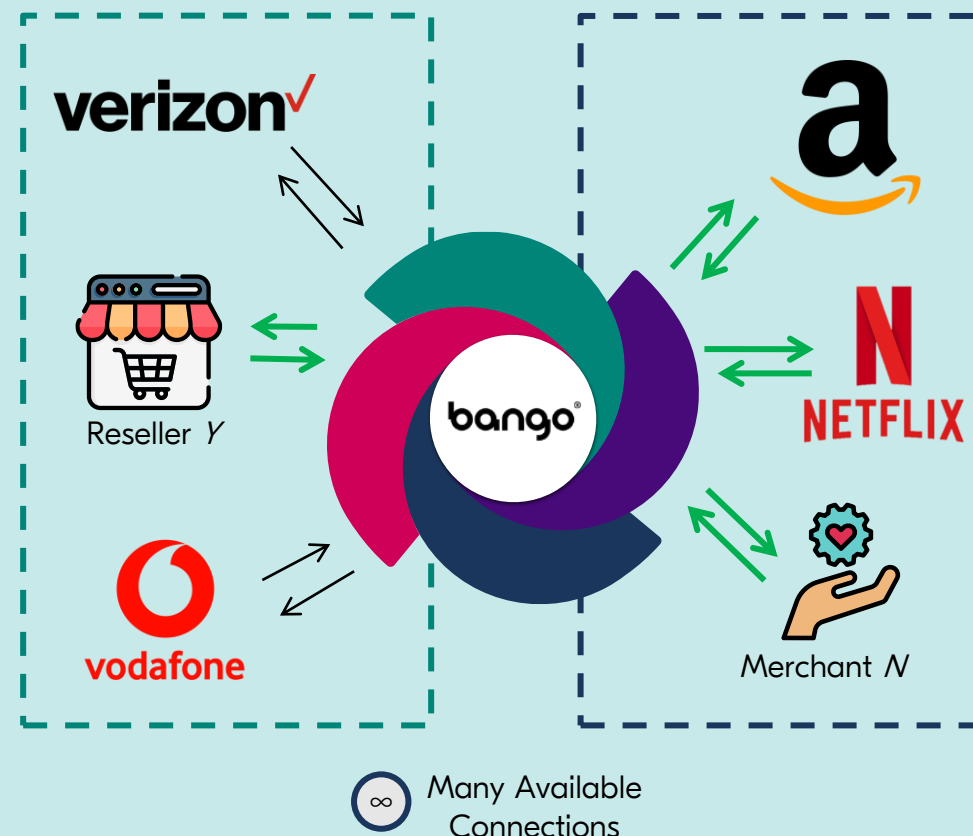 verizon
Reseller Y
vodafone
bango®
a
N
NETFLIX
Merchant N
∞
Many Available
Connections